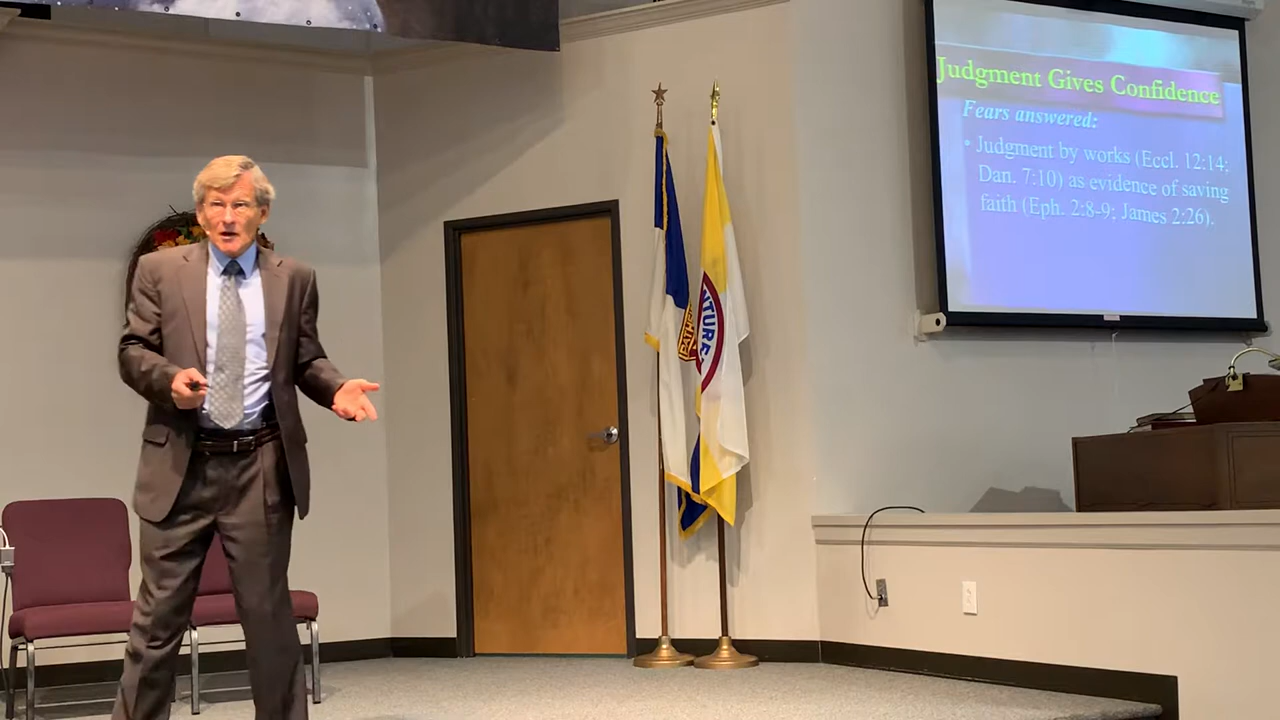 Judgment Gives Confidence
Fears answered:
• Judgment by works (Eccl. 12:14;
Dan. 7:10) as evidence of saving
faith (Eph. 2:8-9; James 2:26).